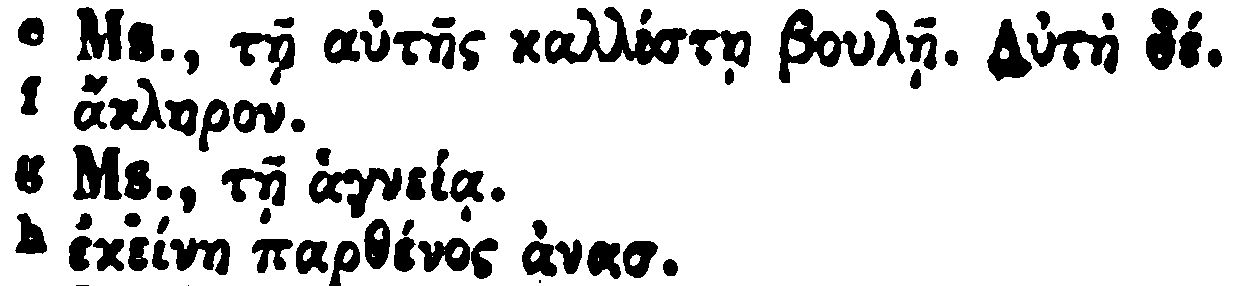 e Ms., τῇ αὐτῆς καλλίστῃ βουλῇ. Αὐτὴ δέ.
f ἄκληρον.
g Ms., τῇ ἁγνείᾳ.
h ἐκείνη παρθένος ἀνασ.